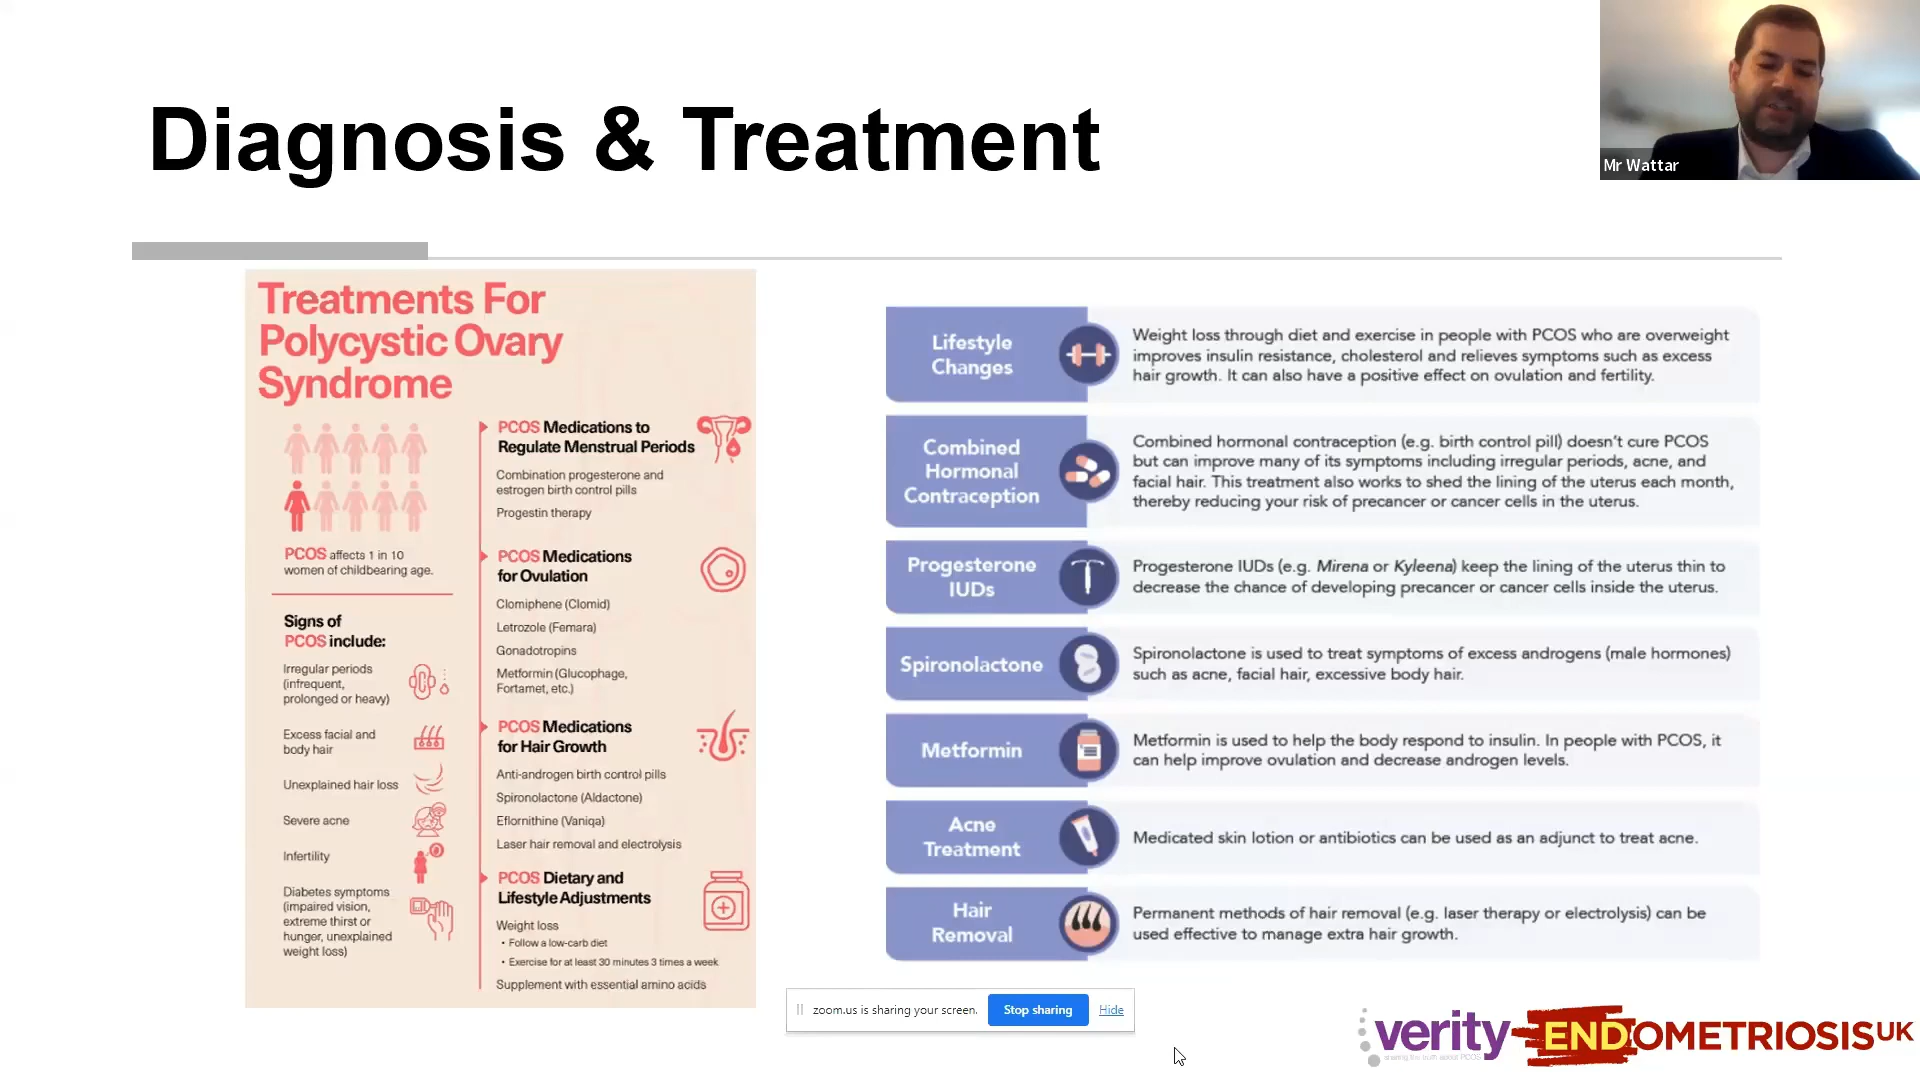 Diagnosis & Treatment
Mr Wattar
Treatments For
Polycystic Ovary
Syndrome
PCOS affects 1 in 10
women of childbearing age.
Signs of
PCOS include:
Irregular periods
(infrequent,
prolonged or heavy)
Excess facial and
body hair
Unexplained hair loss
Severe acne
Infertility
Diabetes symptoms
(impaired vision,
extreme thirst or
hunger, unexplained
weight loss)
PCOS Medications to
Regulate Menstrual Periods
Combination progesterone and
estrogen birth control pills
Progestin therapy
PCOS Medications
for Ovulation
Clomiphene (Clomid)
Letrozole (Femara)
Gonadotropins
Metformin (Glucophage,
Fortamet, etc.)
PCOS Medications
for Hair Growth
Anti-androgen birth control pills
Spironolactone (Aldactone)
Eflornithine (Vaniqa)
Laser hair removal and electrolysis
PCOS Dietary and
Lifestyle Adjustments
Weight loss
• Follow a low-carb diet
• Exercise for at least 30 minutes 3 times a week
Supplement with essential amino acids
Lifestyle
Changes
Weight loss through diet and exercise in people with PCOS who are overweight
improves insulin resistance, cholesterol and relieves symptoms such as excess
hair growth. It can also have a positive effect on ovulation and fertility.
Combined
Hormonal
Contraception
Combined hormonal contraception (e.g. birth control pill) doesn't cure PCOS
but can improve many of its symptoms including irregular periods, acne, and
facial hair. This treatment also works to shed the lining of the uterus each month,
thereby reducing your risk of precancer or cancer cells in the uterus.
Progesterone
IUDs
Progesterone IUDs (e.g. Mirena or Kyleena) keep the lining of the uterus thin to
decrease the chance of developing precancer or cancer cells inside the uterus.
Spironolactone
Spironolactone is used to treat symptoms of excess androgens (male hormones)
such as acne, facial hair, excessive body hair.
Metformin
Metformin is used to help the body respond to insulin. In people with PCOS, it
can help improve ovulation and decrease androgen levels.
Acne
Treatment
Medicated skin lotion or antibiotics can be used as an adjunct to treat acne.
Hair
Removal
Permanent methods of hair removal (e.g. laser therapy or electrolysis) can be
used effective to manage extra hair growth.
zoom.us is sharing your screen.
Stop sharing
Hide
verity
sharing the truth about PCOS
ENDOMETRIOSIS UK